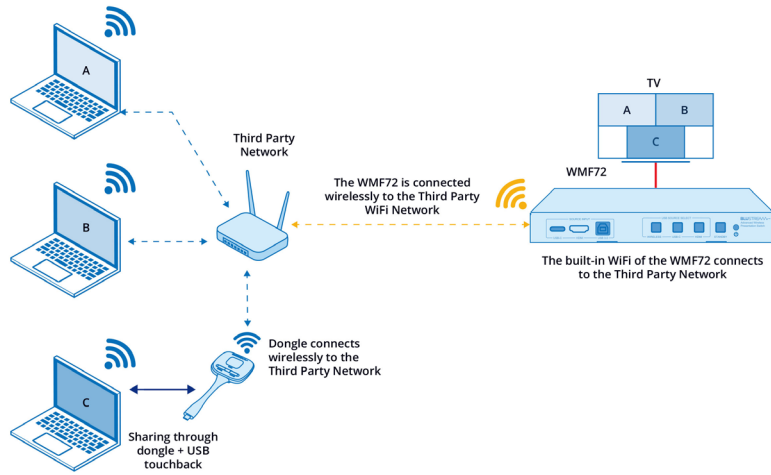 A
TV
A
B
C
Third Party
Network
WMF72
The WMF72 is connected
wirelessly to the Third Party
WiFi Network
B
The built-in WiFi of the WMF72 connects
to the Third Party Network
Dongle connects
wirelessly to the
Third Party Network
C
Sharing through
dongle + USB
touchback